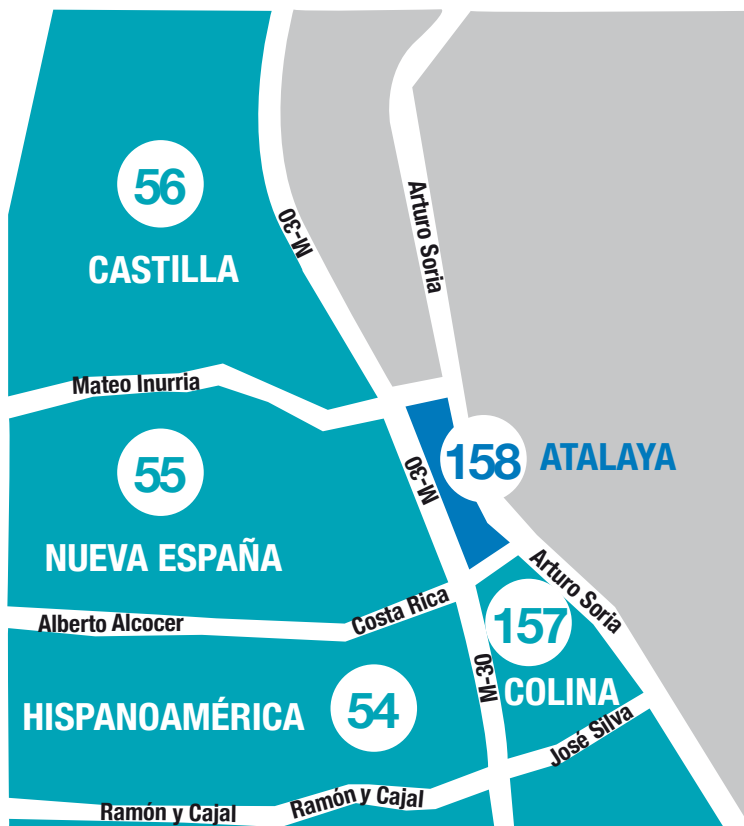 56
CASTILLA
M-30
Arturo Soria
Mateo Inurria
55
NUEVA ESPAÑA
M-30
158
ATALAYA
Alberto Alcocer
Costa Rica
Arturo Soria
157
COLINA
M-30
HISPANOAMÉRICA
54
José Silva
Ramón y Cajal
Ramón y Cajal